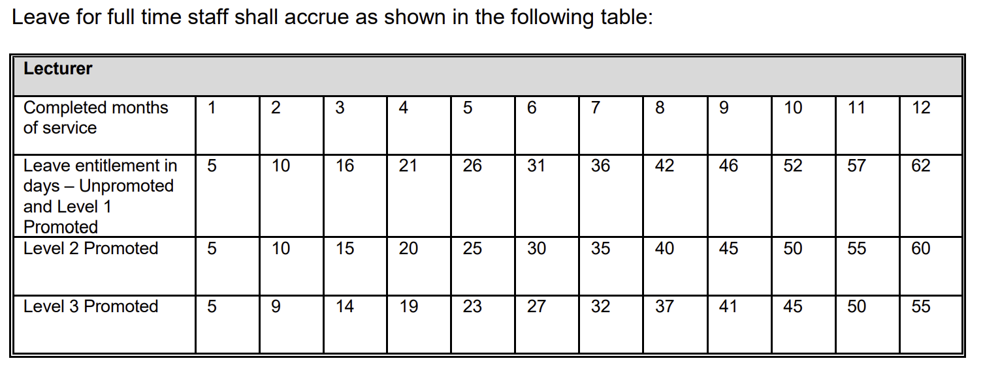 Leave for full time staff shall accrue as shown in the following table:
Lecturer
Completed months of service 1 2 3 4 5 6 7 8 9 10 11 12
Leave entitlement in days – Unpromoted and Level 1 Promoted 5 10 16 21 26 31 36 42 46 52 57 62
Level 2 Promoted 5 10 15 20 25 30 35 40 45 50 55 60
Level 3 Promoted 5 9 14 19 23 27 32 37 41 45 50 55